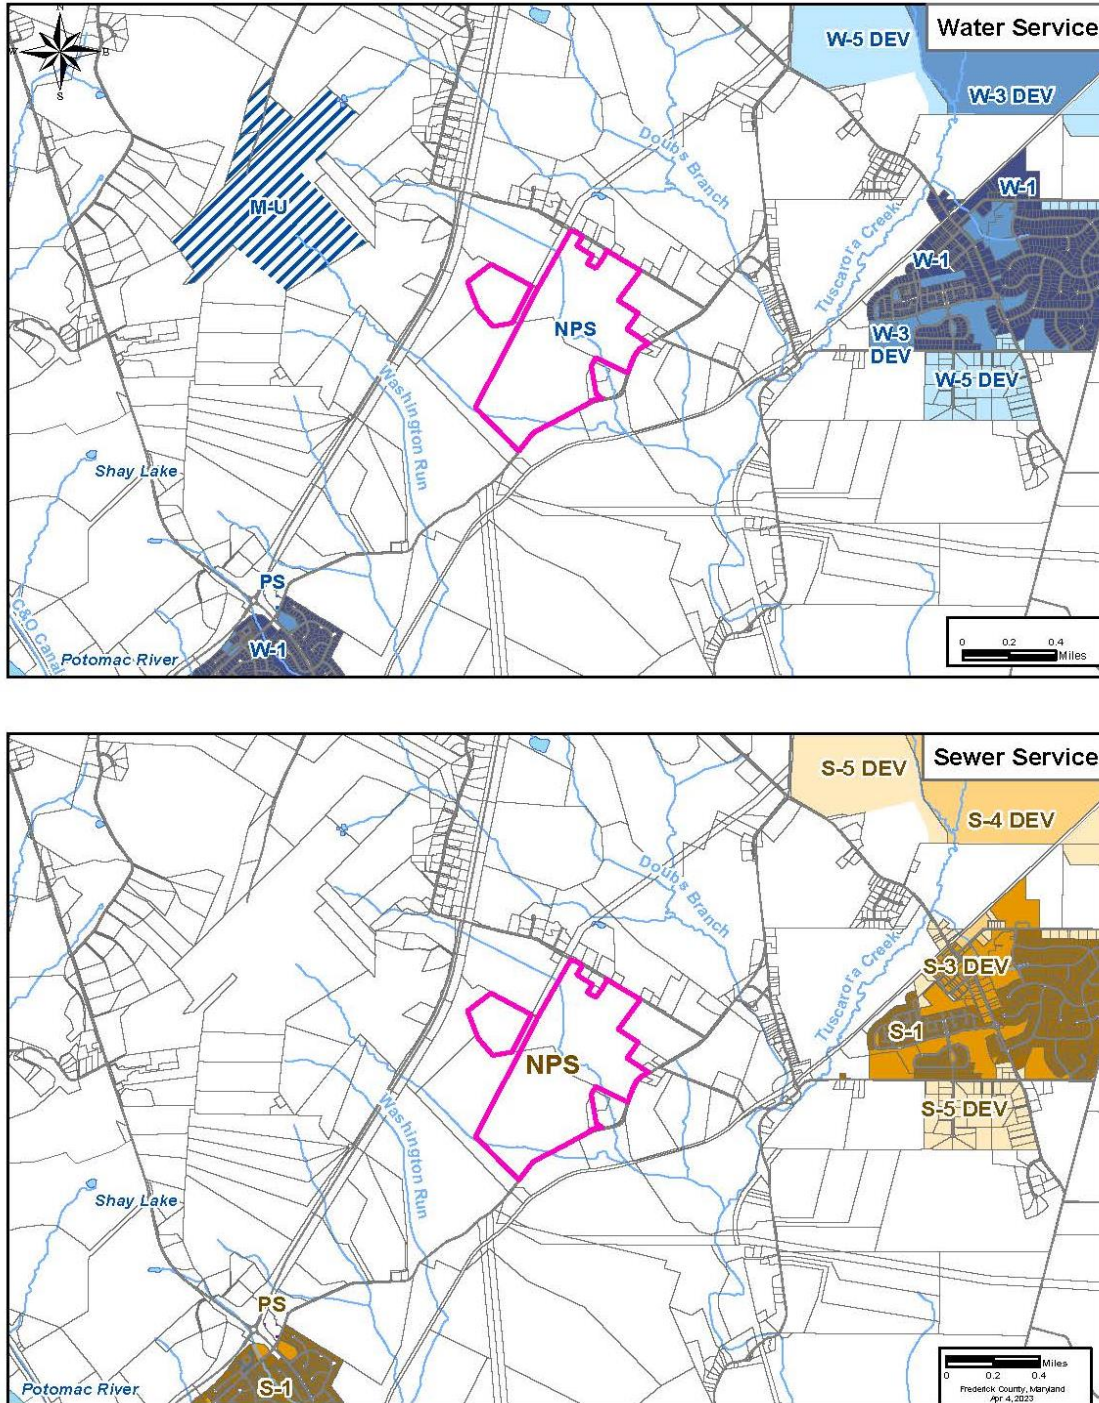 N
W
E
S
Water Service
W-5 DEV
W-3 DEV
Doubs Branch
M-U
W-1
Tuscarora Creek
W-1
NPS
W-3
DEV
W-5 DEV
Washington Run
Shay Lake
PS
C&O Canal
W-1
Potomac River
0 0.2 0.4
Miles
Sewer Service
S-5 DEV
S-4 DEV
Doubs Branch
Tuscarora Creek
S-3 DEV
S-1
NPS
S-5 DEV
Washington Run
Shay Lake
PS
S-1
Potomac River
Miles
0 0.2 0.4
Frederick County, Maryland
Apr 4, 2023